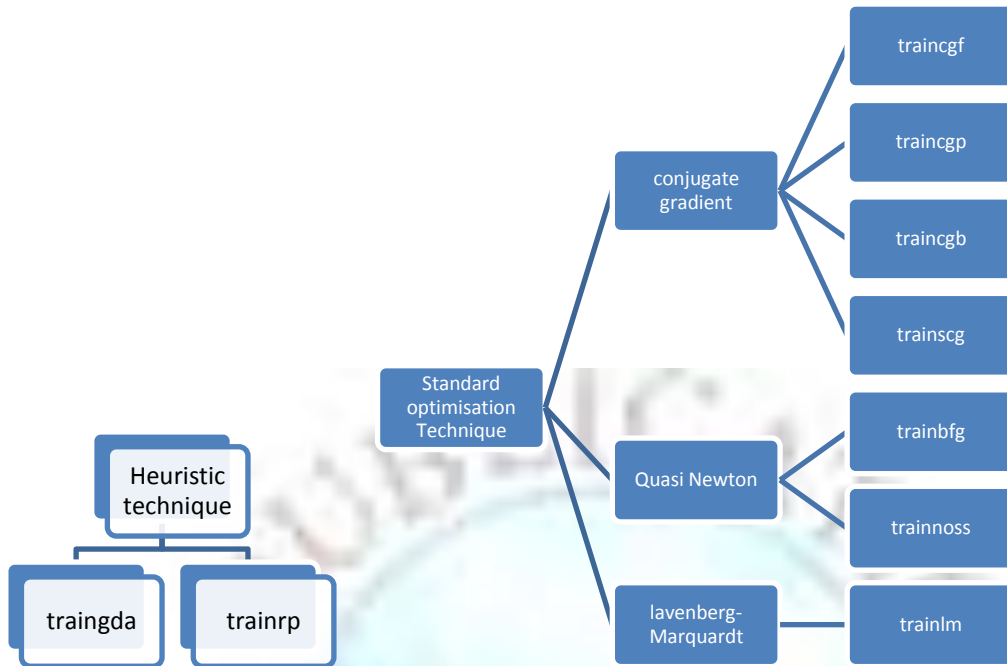 Heuristic
technique
traingda
trainrp
Standard
optimisation
Technique
conjugate
gradient
traincgf
traincgp
traincgb
trainscg
Quasi Newton
trainbfg
trainnoss
lavenberg-
Marquardt
trainlm